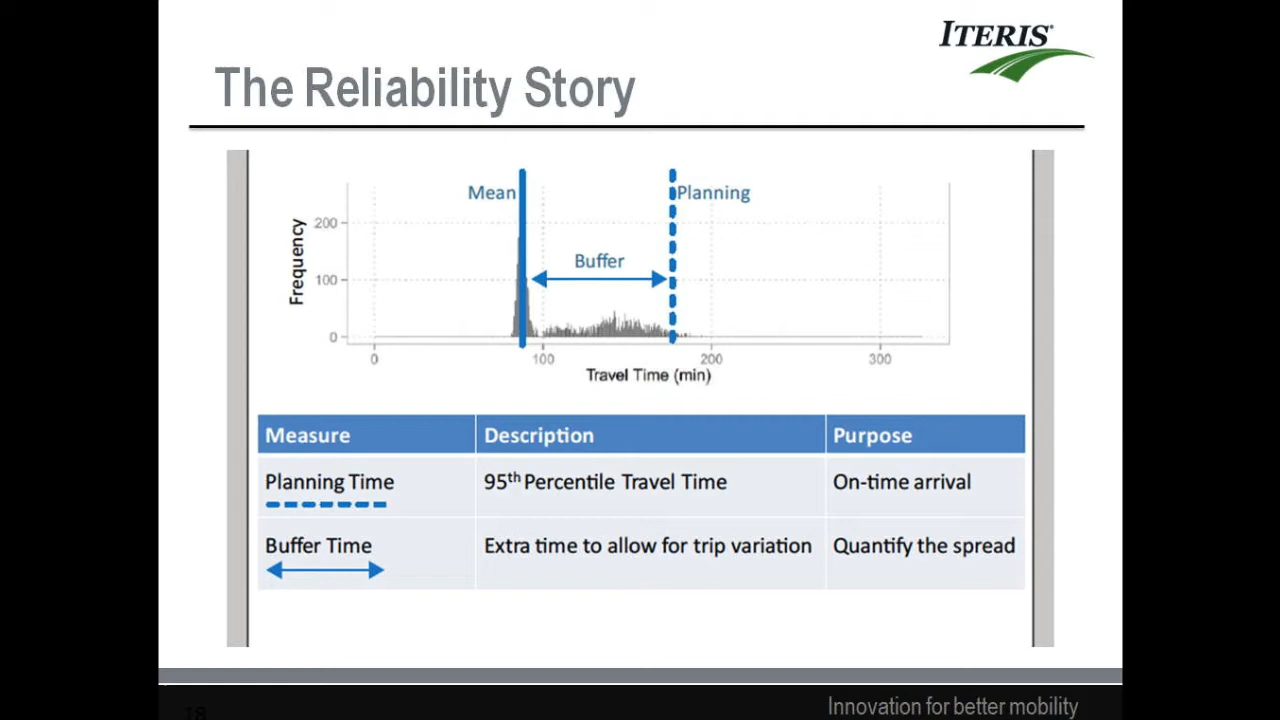 ITERIS®
The Reliability Story
Mean
Planning
200
Buffer
100
0
Frequency
0 100 200 300
Travel Time (min)
Measure Description Purpose
Planning Time 95th Percentile Travel Time On-time arrival
Buffer Time Extra time to allow for trip variation Quantify the spread
18
Innovation for better mobility